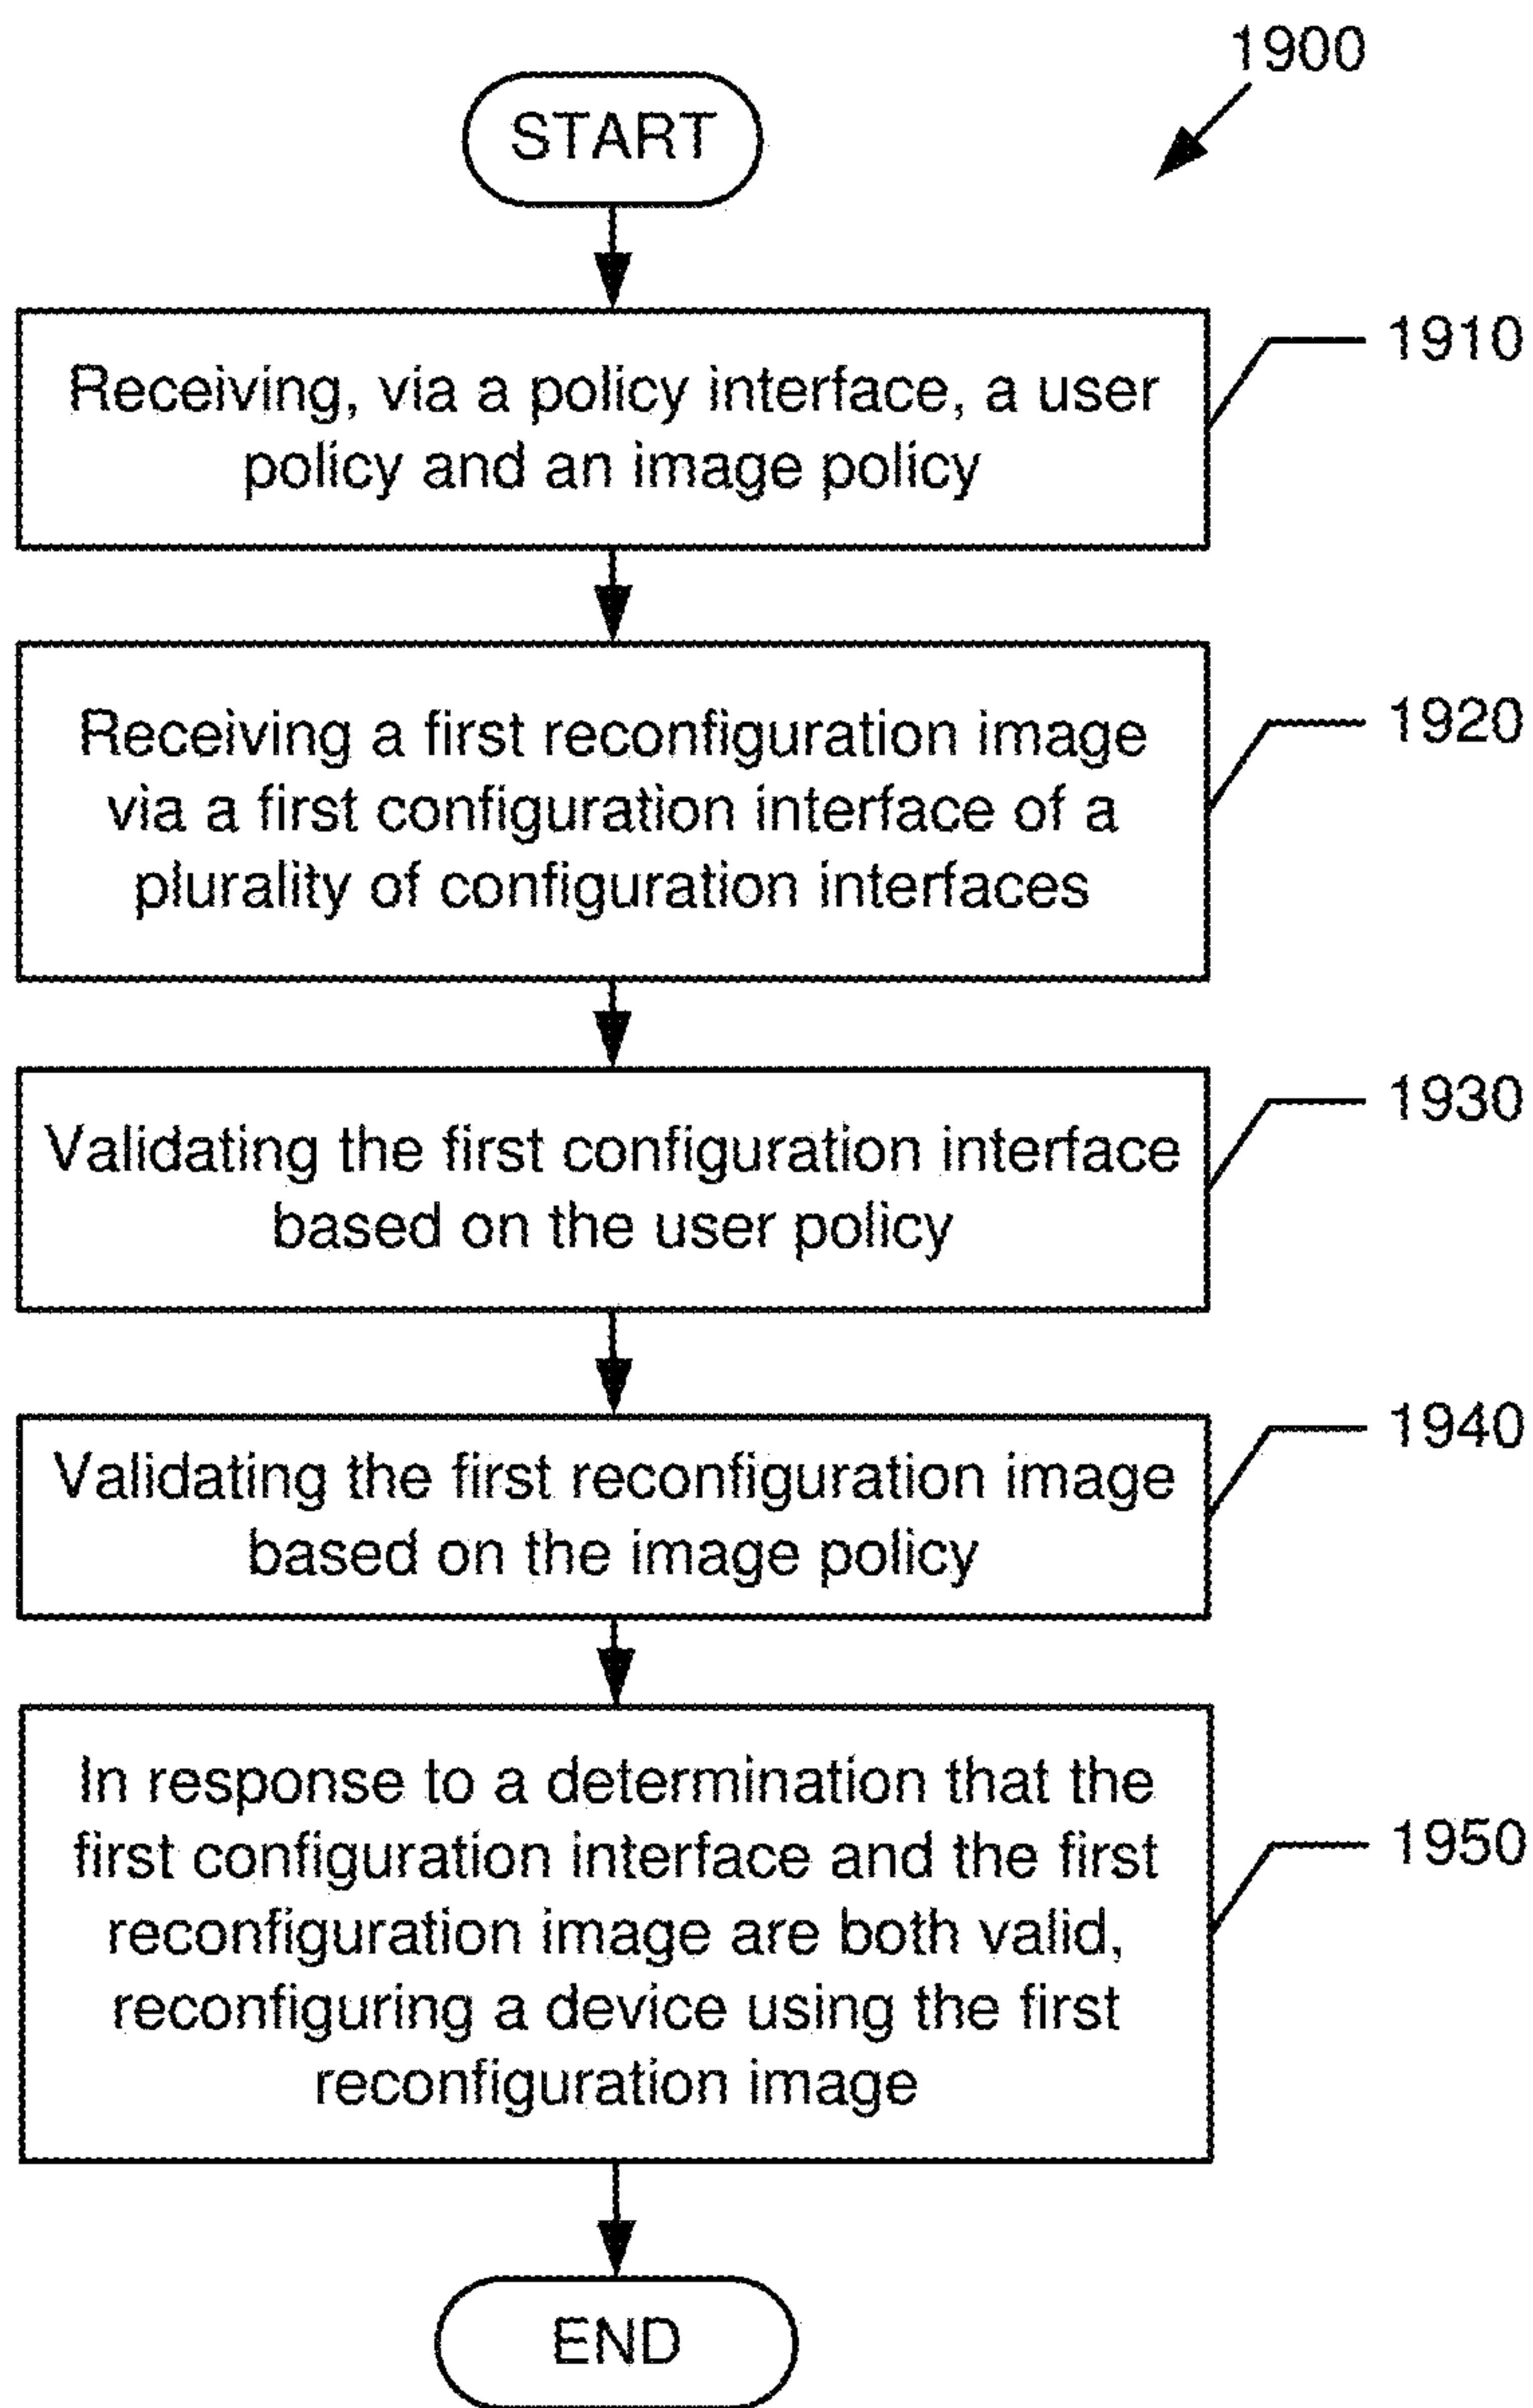 1900
START
1910
Receiving, via a policy interface, a user
policy and an image policy
1920
Receiving a first reconfiguration image
via a first configuration interface of a
plurality of configuration interfaces
1930
Validating the first configuration interface
based on the user policy
1940
Validating the first reconfiguration image
based on the image policy
1950
In response to a determination that the
first configuration interface and the first
reconfiguration image are both valid,
reconfiguring a device using the first
reconfiguration image
END